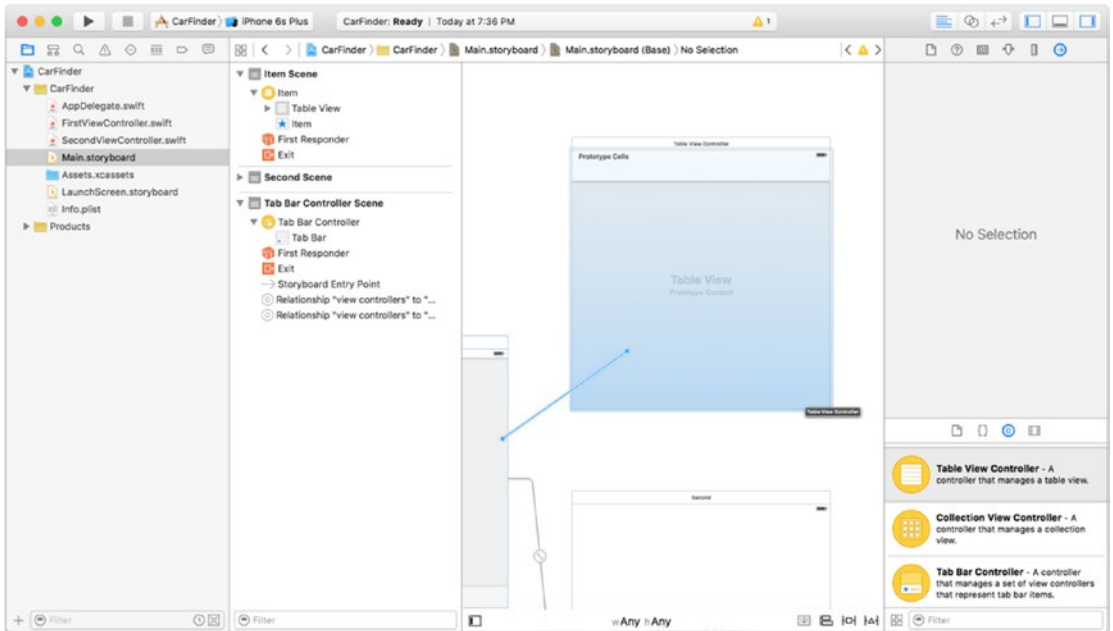 CarFinder iPhone 6s Plus CarFinder: Ready | Today at 7:36 PM 1
CarFinder CarFinder Main.storyboard Main.storyboard (Base) No Selection
CarFinder
CarFinder
AppDelegate.swift
FirstViewController.swift
SecondViewController.swift
Main.storyboard
Assets.xcassets
LaunchScreen.storyboard
Info.plist
Products
Filter
Item Scene
Item
Table View
Item
First Responder
Exit
Second Scene
Tab Bar Controller Scene
Tab Bar Controller
Tab Bar
First Responder
Exit
Storyboard Entry Point
Relationship "view controllers" to "...
Relationship "view controllers" to "...
Filter
Table View Controller
Prototype Cells
Table View
Prototype Content
Table View Controller
Second
wAny hAny
No Selection
Table View Controller - A
controller that manages a table view.
Collection View Controller - A
controller that manages a collection
view.
Tab Bar Controller - A controller
that manages a set of view controllers
that represent tab bar items.
Filter